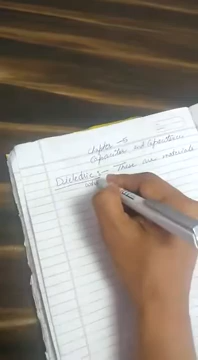 Chapter -
Capacitor and Capacitance
Dielectric :- These are materials